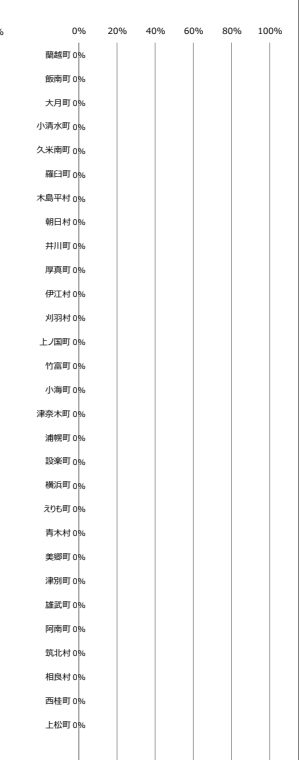 %
0% 20% 40% 60% 80% 100%
蘭越町 0%
飯南町 0%
大月町 0%
小清水町 0%
久米南町 0%
羅臼町 0%
木島平村 0%
朝日村 0%
井川町 0%
厚真町 0%
伊江村 0%
刈羽村 0%
上ノ国町 0%
竹富町 0%
小海町 0%
津奈木町 0%
浦幌町 0%
設楽町 0%
横浜町 0%
えりも町 0%
青木村 0%
美郷町 0%
津別町 0%
雄武町 0%
阿南町 0%
筑北村 0%
相良村 0%
西桂町 0%
上松町 0%